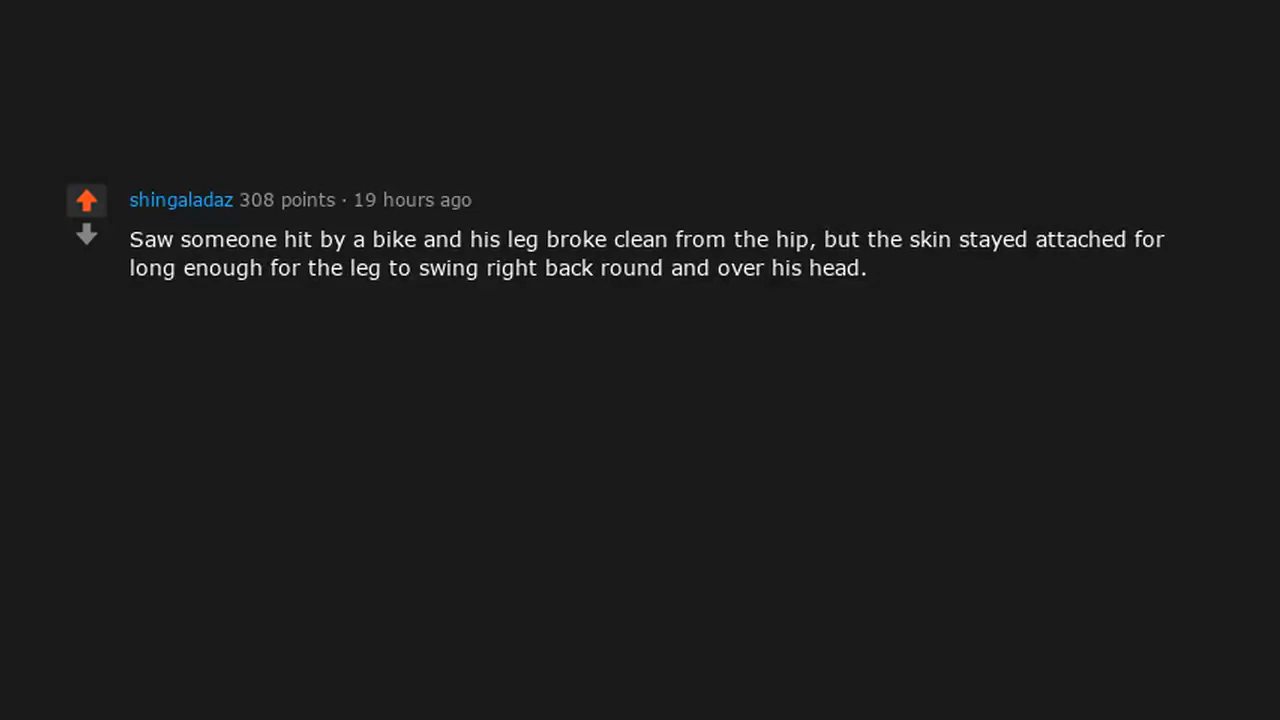 shingaladaz 308 points · 19 hours ago
Saw someone hit by a bike and his leg broke clean from the hip, but the skin stayed attached for
long enough for the leg to swing right back round and over his head.